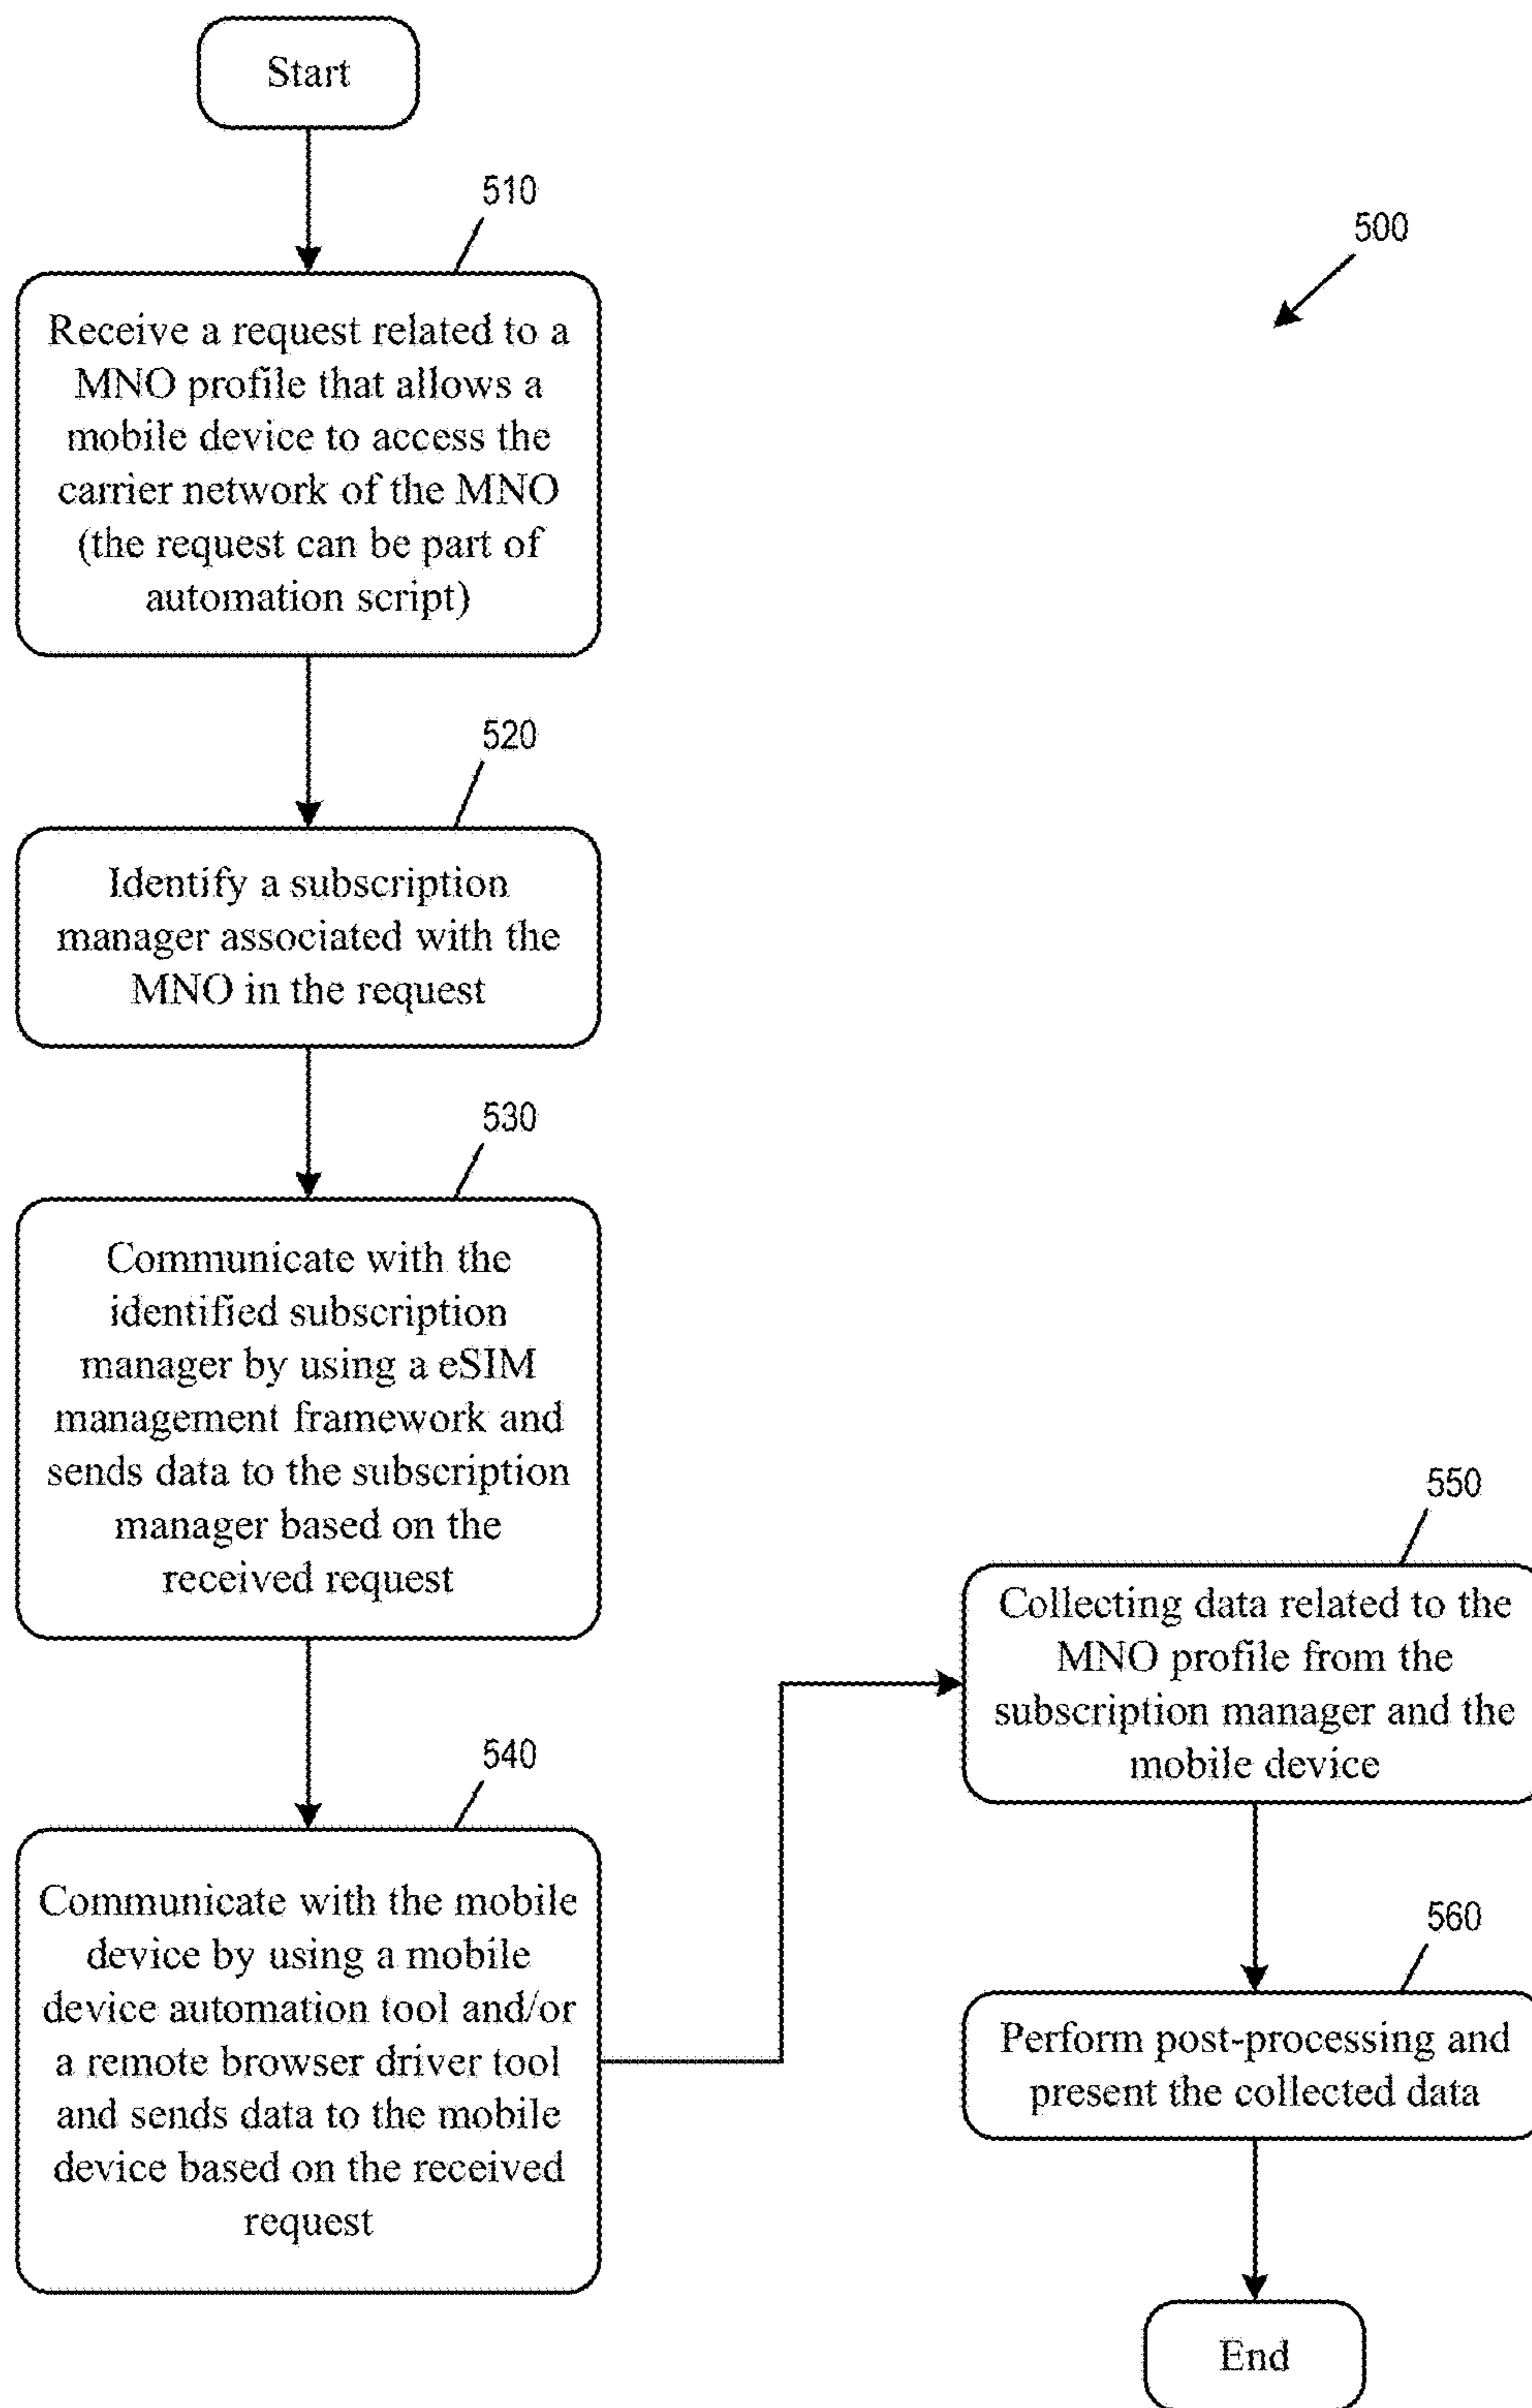 Start
510
500
Receive a request related to a
MNO profile that allows a
mobile device to access the
carrier network of the MNO
(the request can be part of
automation script)
520
Identify a subscription
manager associated with the
MNO in the request
530
Communicate with the
identified subscription
manager by using a eSIM
management framework and
sends data to the subscription
manager based on the
received request
540
Communicate with the mobile
device by using a mobile
device automation tool and/or
a remote browser driver tool
and sends data to the mobile
device based on the received
request
550
Collecting data related to the
MNO profile from the
subscription manager and the
mobile device
560
Perform post-processing and
present the collected data
End